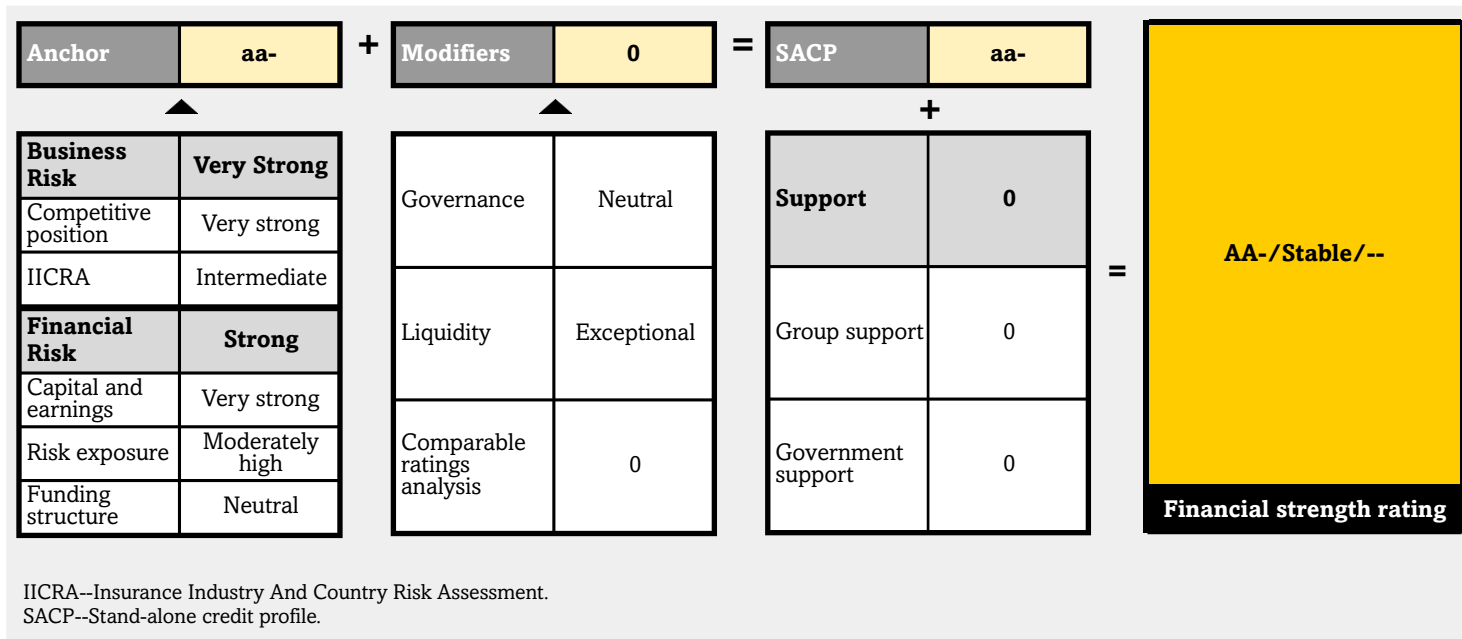 Anchor aa- + Modifiers 0 = SACP aa-
+
Business
Risk
Very Strong
Competitive
position
Very strong
IICRA
Intermediate
Financial
Risk
Strong
Capital and
earnings
Very strong
Risk exposure
Moderately
high
Funding
structure
Neutral
Governance
Neutral
Liquidity
Exceptional
Comparable
ratings
analysis
0
Support
0
Group support
0
Government
support
0
=
AA-/Stable/--
Financial strength rating
IICRA--Insurance Industry And Country Risk Assessment.
SACP--Stand-alone credit profile.